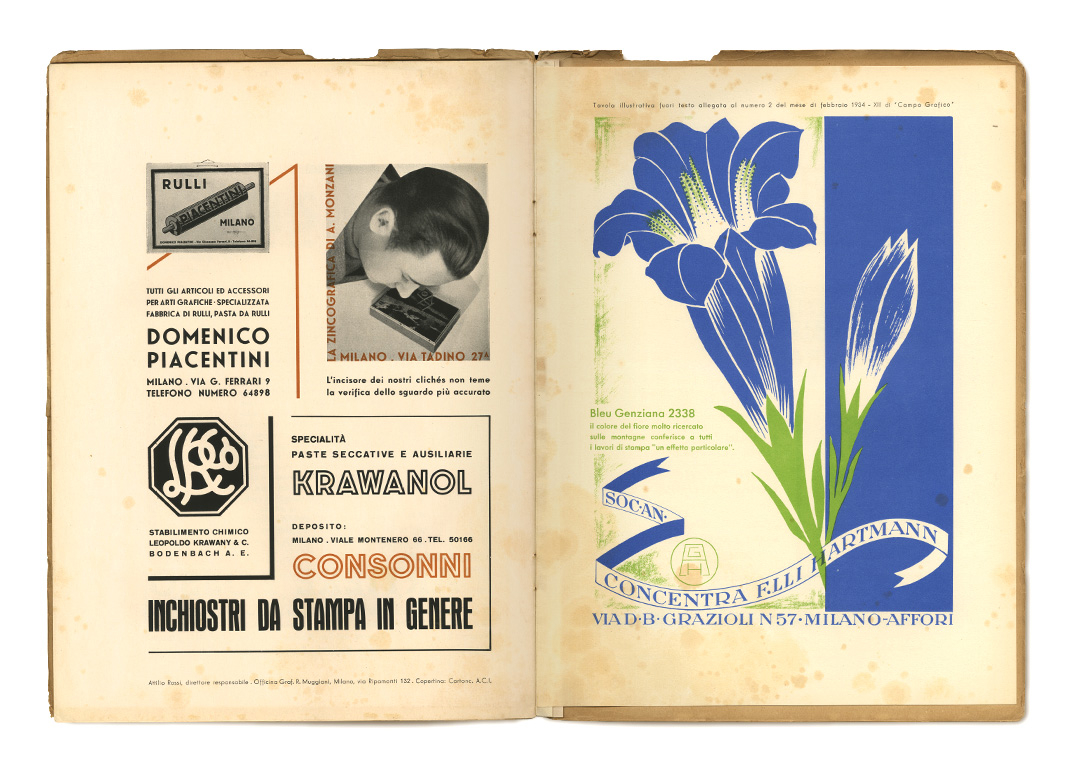 RULLI
PIACENTINI
MILANO
TUTTI GLI ARTICOLI ED ACCESSORI
PER ARTI GRAFICHE · SPECIALIZZATA
FABBRICA DI RULLI, PASTA DA RULLI
DOMENICO
PIACENTINI
MILANO . VIA G. FERRARI 9
TELEFONO NUMERO 64898
LA ZINCOGRAFICA DI A. MONZANI
MILANO . VIA TADINO 27A
L'incisore dei nostri clichés non teme
la verifica dello sguardo più accurato
STABILIMENTO CHIMICO
LEOPOLDO KRAWANY & C.
BODENBACH A. E.
SPECIALITÀ
PASTE SECCATIVE E AUSILIARIE
KRAWANOL
DEPOSITO:
MILANO . VIALE MONTENERO 66 . TEL. 50166
CONSONNI
INCHIOSTRI DA STAMPA IN GENERE
Attilio Rossi, direttore responsabile . Officina Graf. R. Muggiani, Milano, via Ripamonti 132 . Copertina: Cartonc. A.C.I.
Tavola illustrativa fuori testo allegata al numero 2 del mese di febbraio 1934 - XII di "Campo Grafico"
Bleu Genziana 2338
il colore del fiore molto ricercato
sulle montagne conferisce a tutti
i lavori di stampa "un effetto particolare".
SOC·AN·
CONCENTRA F.LLI HARTMANN
VIA D·B·GRAZIOLI N 57·MILANO-AFFORI